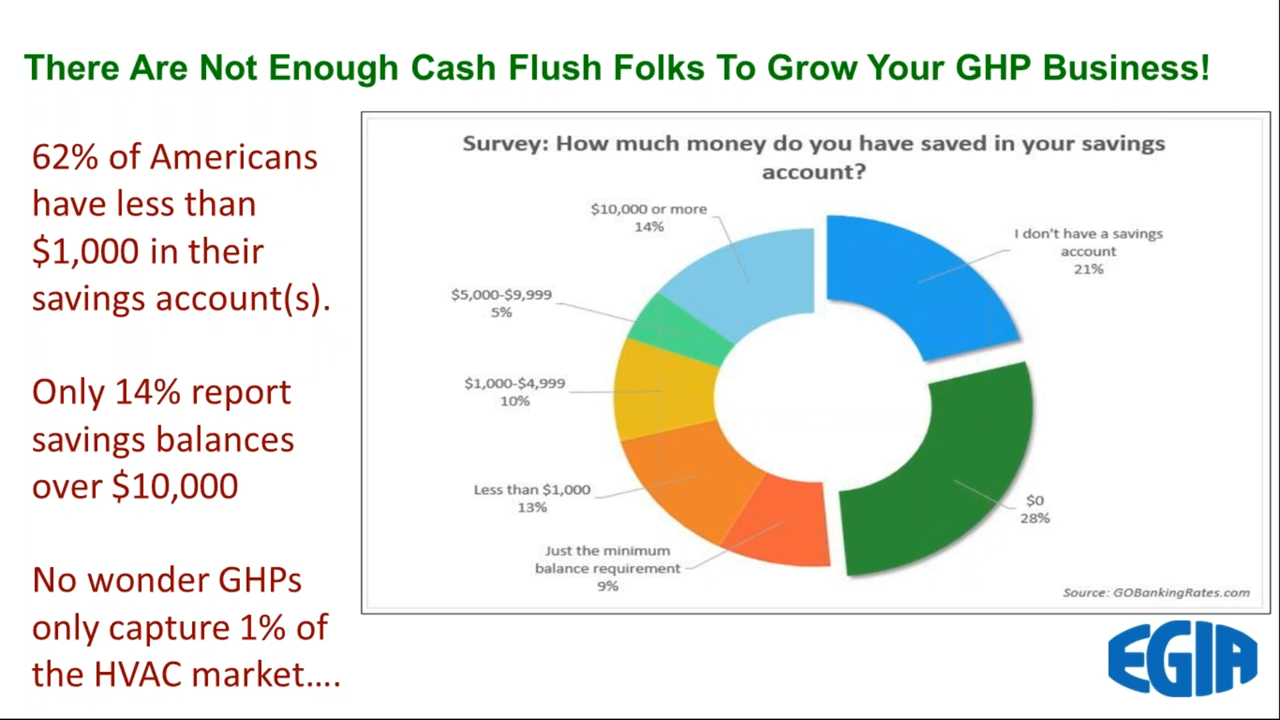 There Are Not Enough Cash Flush Folks To Grow Your GHP Business!
62% of Americans
have less than
$1,000 in their
savings account(s).
Only 14% report
savings balances
over $10,000
No wonder GHPs
only capture 1% of
the HVAC market....
Survey: How much money do you have saved in your savings
account?
$10,000 or more
14%
I don't have a savings
account
21%
$5,000-$9,999
5%
$1,000-$4,999
10%
Less than $1,000
13%
$0
28%
Just the minimum
balance requirement
9%
Source: GOBankingRates.com
EGIA